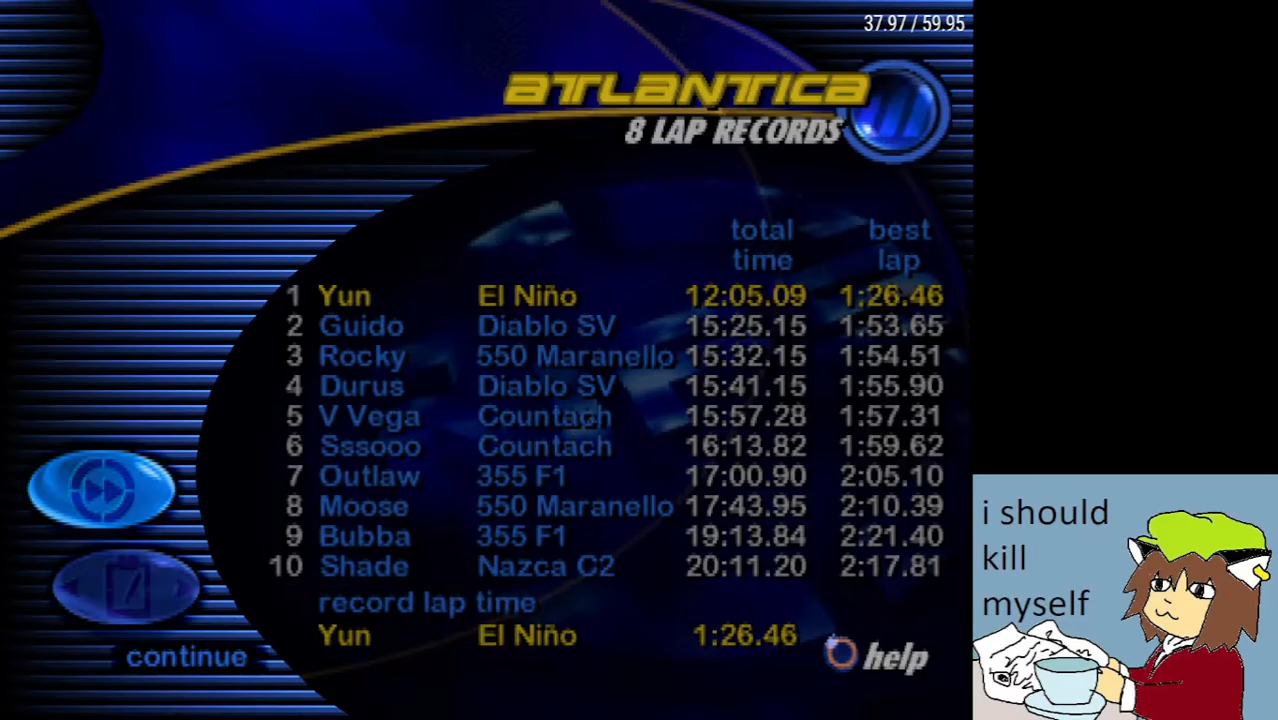 37.97 / 59.95
ATLANTICA
8 LAP RECORDS
total time best lap
1 Yun El Niño 12:05.09 1:26.46
2 Guido Diablo SV 15:25.15 1:53.65
3 Rocky 550 Maranello 15:32.15 1:54.51
4 Durus Diablo SV 15:41.15 1:55.90
5 V Vega Countach 15:57.28 1:57.31
6 Sssooo Countach 16:13.82 1:59.62
7 Outlaw 355 F1 17:00.90 2:05.10
8 Moose 550 Maranello 17:43.95 2:10.39
9 Bubba 355 F1 19:13.84 2:21.40
10 Shade Nazca C2 20:11.20 2:17.81
record lap time
Yun El Niño 1:26.46
continue
help
i should
kill
myself